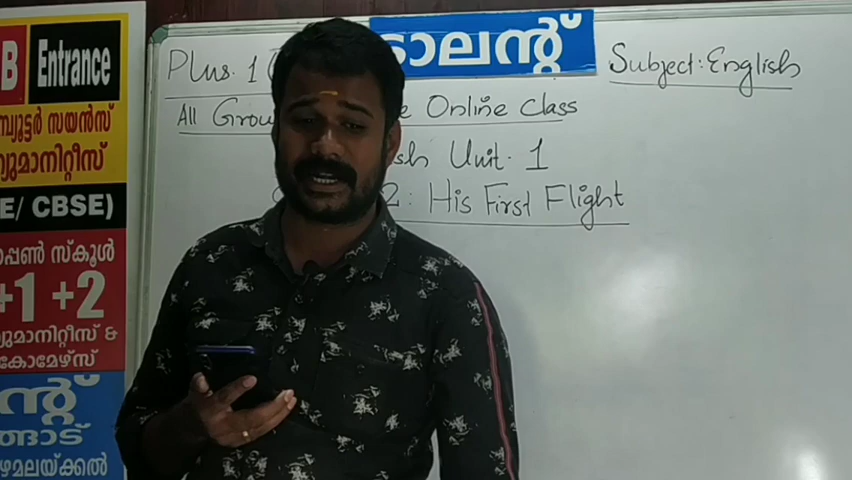 B Entrance
മ്പ്യൂട്ടർ സയൻസ്
യുമാനിറ്റീസ്
E/ CBSE)
ാപ്പൺ സ്കൂൾ
+1 +2
യുമാനിറ്റീസ് &
കോമേഴ്സ്
ന്റ്
ങ്ങോട്
ഴമലയ്ക്കൽ
ടാലന്റ്
Plus. 1
Subject: English
All Grou e Online Class
sh Unit. 1
2: His First Flight